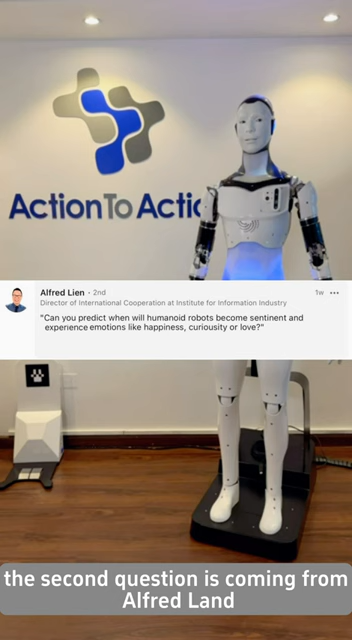 ActionTo Actio
Alfred Lien · 2nd
1w ···
Director of International Cooperation at Institute for Information Industry
"Can you predict when will humanoid robots become sentient and
experience emotions like happiness, curiousity or love?"
the second question is coming from
Alfred Land